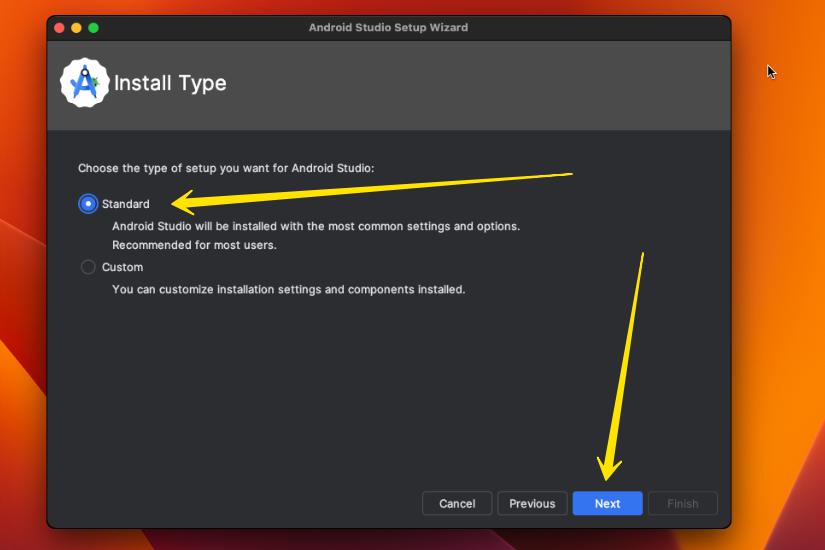 Android Studio Setup Wizard
Install Type
Choose the type of setup you want for Android Studio:
Standard
Android Studio will be installed with the most common settings and options.
Recommended for most users.
Custom
You can customize installation settings and components installed.
Cancel Previous Next Finish